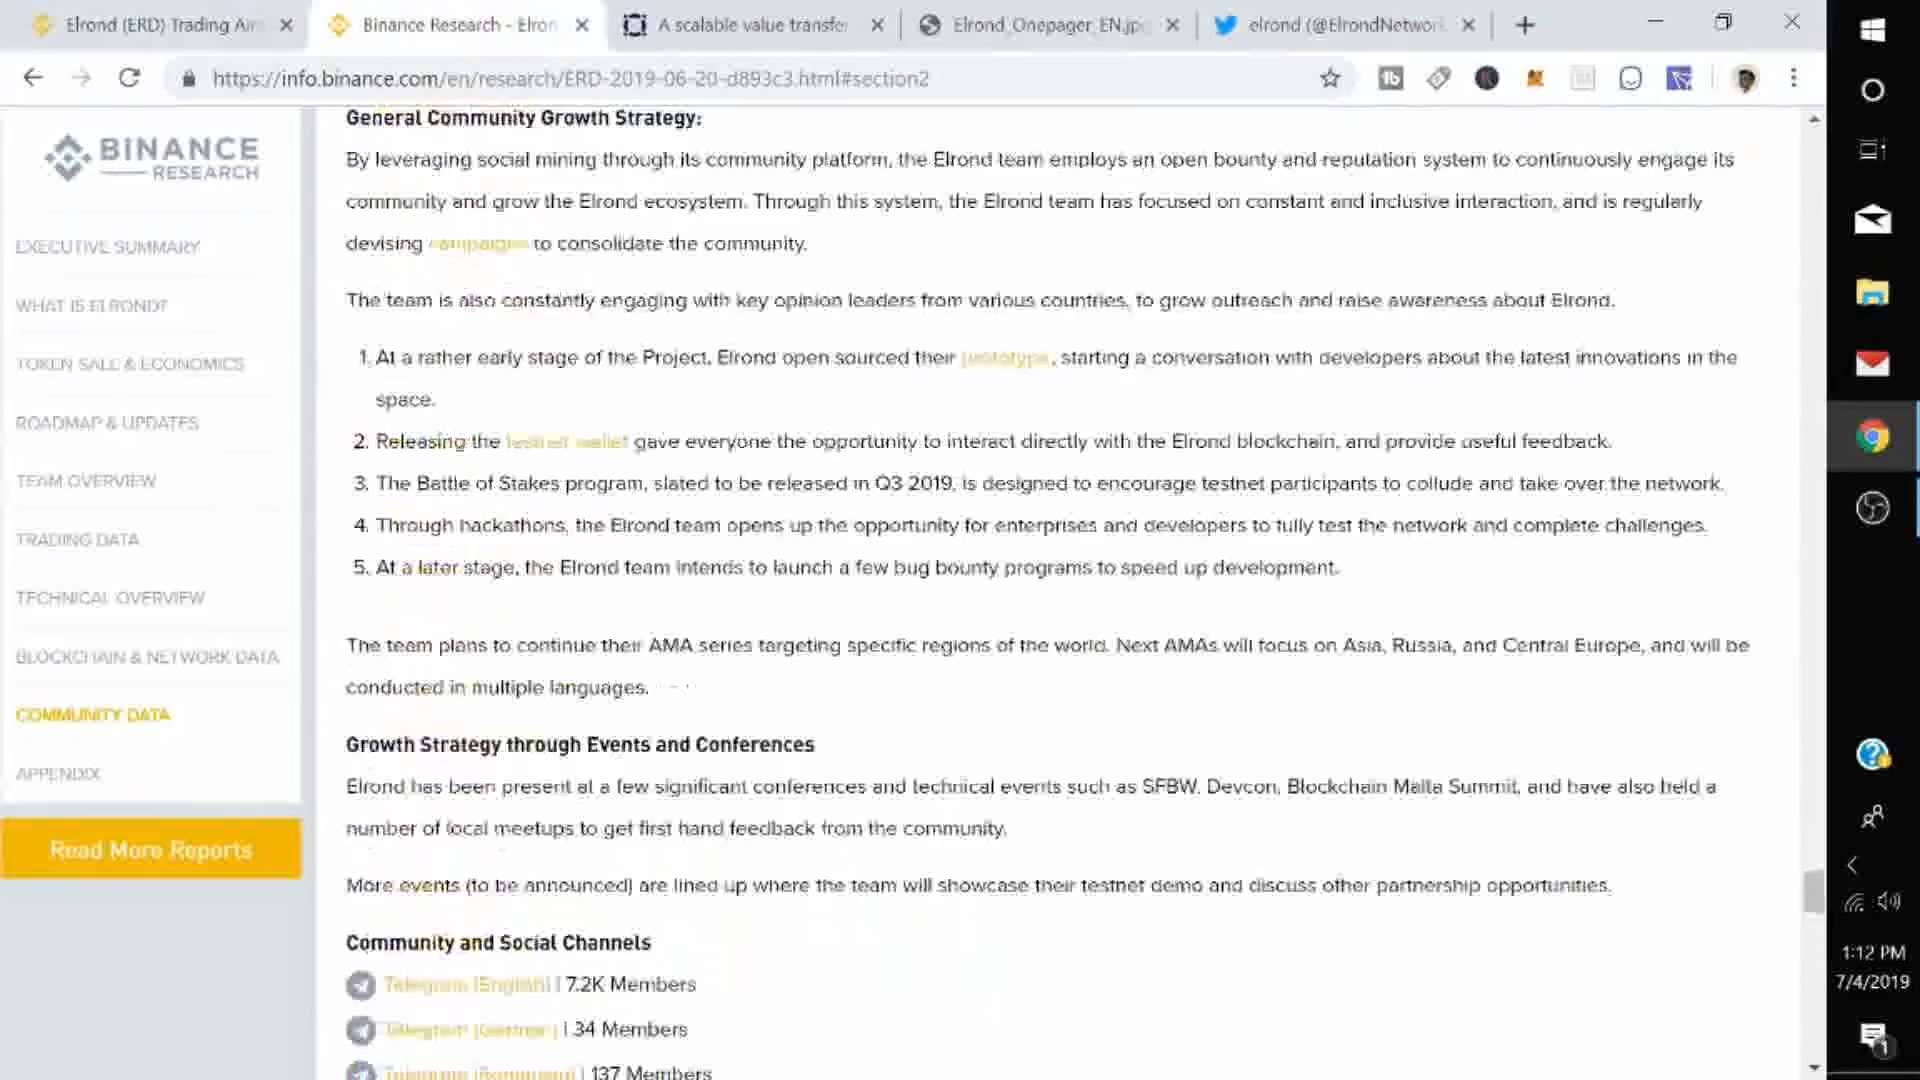 Elrond (ERD) Trading Air
Binance Research - Elron
A scalable value transfer
Elrond_Onepager_EN.jpg
elrond (@ElrondNetwork
https://info.binance.com/en/research/ERD-2019-06-20-d893c3.html#section2
BINANCE
RESEARCH
EXECUTIVE SUMMARY
WHAT IS ELROND?
TOKEN SALE & ECONOMICS
ROADMAP & UPDATES
TEAM OVERVIEW
TRADING DATA
TECHNICAL OVERVIEW
BLOCKCHAIN & NETWORK DATA
COMMUNITY DATA
APPENDIX
Read More Reports
General Community Growth Strategy:
By leveraging social mining through its community platform, the Elrond team employs an open bounty and reputation system to continuously engage its
community and grow the Elrond ecosystem. Through this system, the Elrond team has focused on constant and inclusive interaction, and is regularly
devising campaigns to consolidate the community.
The team is also constantly engaging with key opinion leaders from various countries, to grow outreach and raise awareness about Elrond.
1. At a rather early stage of the Project, Elrond open sourced their prototype, starting a conversation with developers about the latest innovations in the
space.
2. Releasing the testnet wallet gave everyone the opportunity to interact directly with the Elrond blockchain, and provide useful feedback.
3. The Battle of Stakes program, slated to be released in Q3 2019, is designed to encourage testnet participants to collude and take over the network.
4. Through hackathons, the Elrond team opens up the opportunity for enterprises and developers to fully test the network and complete challenges.
5. At a later stage, the Elrond team intends to launch a few bug bounty programs to speed up development.
The team plans to continue their AMA series targeting specific regions of the world. Next AMAs will focus on Asia, Russia, and Central Europe, and will be
conducted in multiple languages.
Growth Strategy through Events and Conferences
Elrond has been present at a few significant conferences and technical events such as SFBW, Devcon, Blockchain Malta Summit, and have also held a
number of local meetups to get first hand feedback from the community.
More events (to be announced) are lined up where the team will showcase their testnet demo and discuss other partnership opportunities.
Community and Social Channels
Telegram (English) | 7.2K Members
Telegram (German) | 34 Members
Telegram (Romanian) | 137 Members
1:12 PM
7/4/2019
1